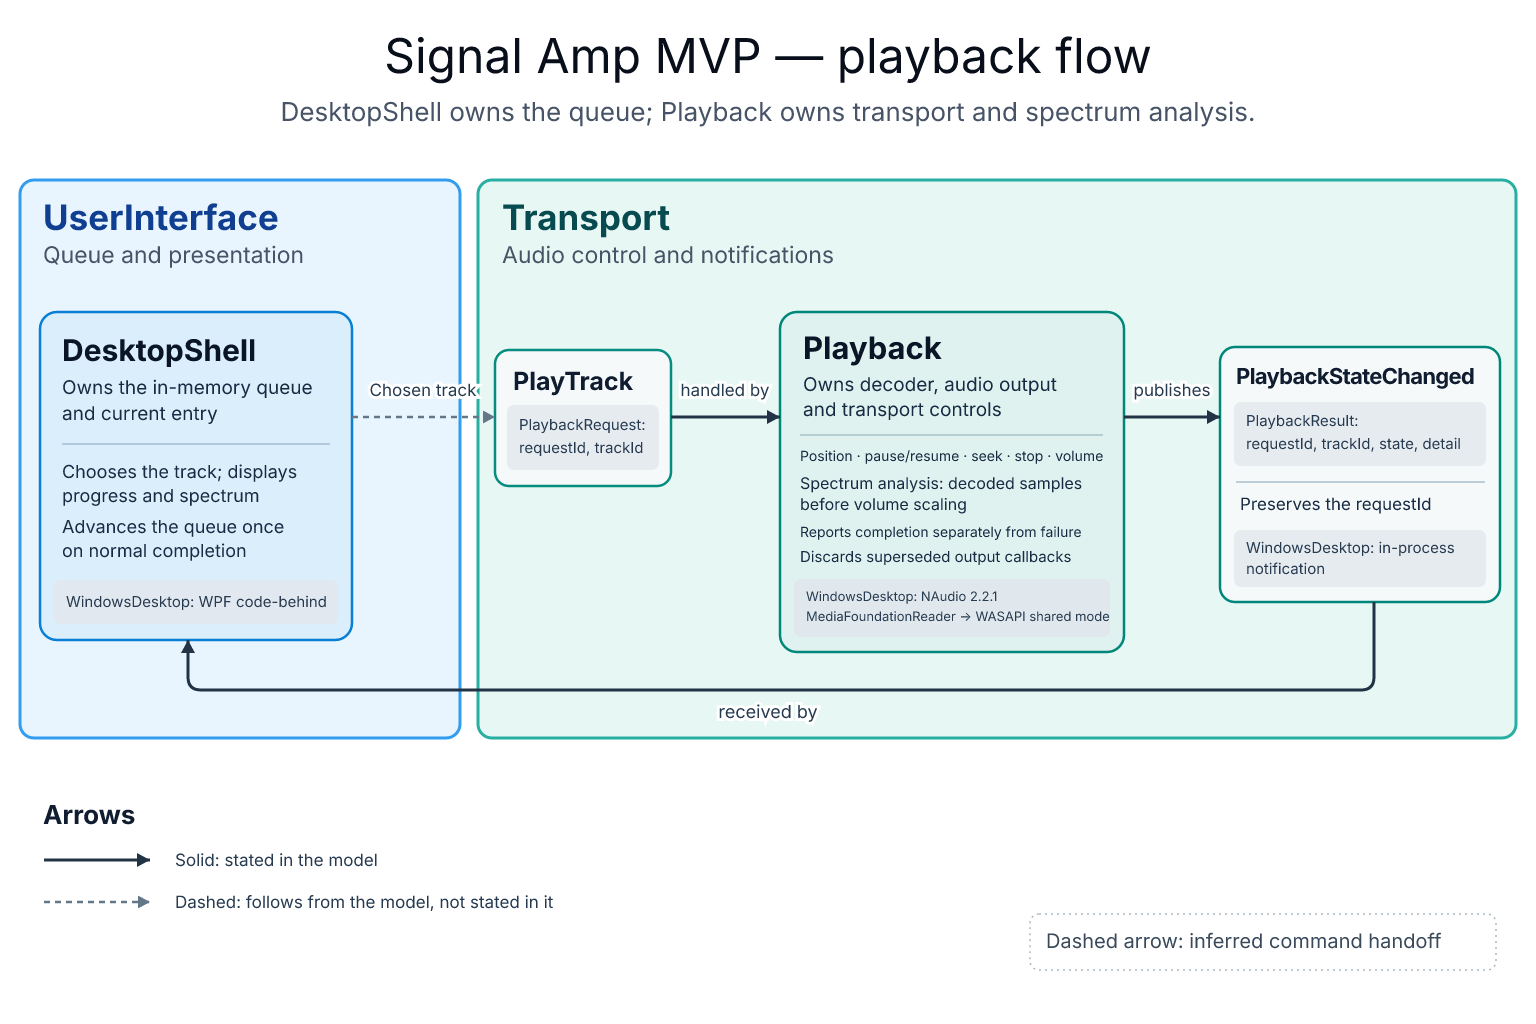 Signal Amp MVP — playback flow
DesktopShell owns the queue; Playback owns transport and spectrum analysis.
UserInterface
Queue and presentation
DesktopShell
Owns the in-memory queue
and current entry
Chooses the track; displays
progress and spectrum
Advances the queue once
on normal completion
WindowsDesktop: WPF code-behind
Chosen track
Transport
Audio control and notifications
PlayTrack
PlaybackRequest:
requestId, trackId
handled by
Playback
Owns decoder, audio output
and transport controls
Position · pause/resume · seek · stop · volume
Spectrum analysis: decoded samples
before volume scaling
Reports completion separately from failure
Discards superseded output callbacks
WindowsDesktop: NAudio 2.2.1
MediaFoundationReader → WASAPI shared mode
publishes
PlaybackStateChanged
PlaybackResult:
requestId, trackId, state, detail
Preserves the requestId
WindowsDesktop: in-process
notification
received by
Arrows
Solid: stated in the model
Dashed: follows from the model, not stated in it
Dashed arrow: inferred command handoff